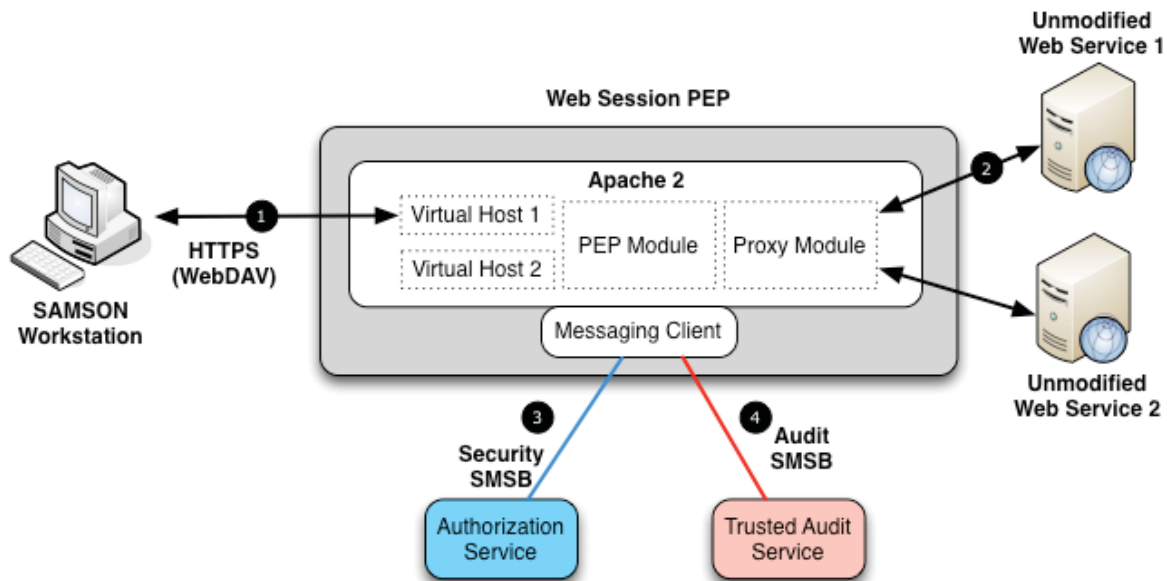 Unmodified
Web Service 1
Web Session PEP
Apache 2
Virtual Host 1
Virtual Host 2
PEP Module
Proxy Module
Messaging Client
1
HTTPS
(WebDAV)
SAMSON
Workstation
2
Unmodified
Web Service 2
3
Security
SMSB
4
Audit
SMSB
Authorization
Service
Trusted Audit
Service